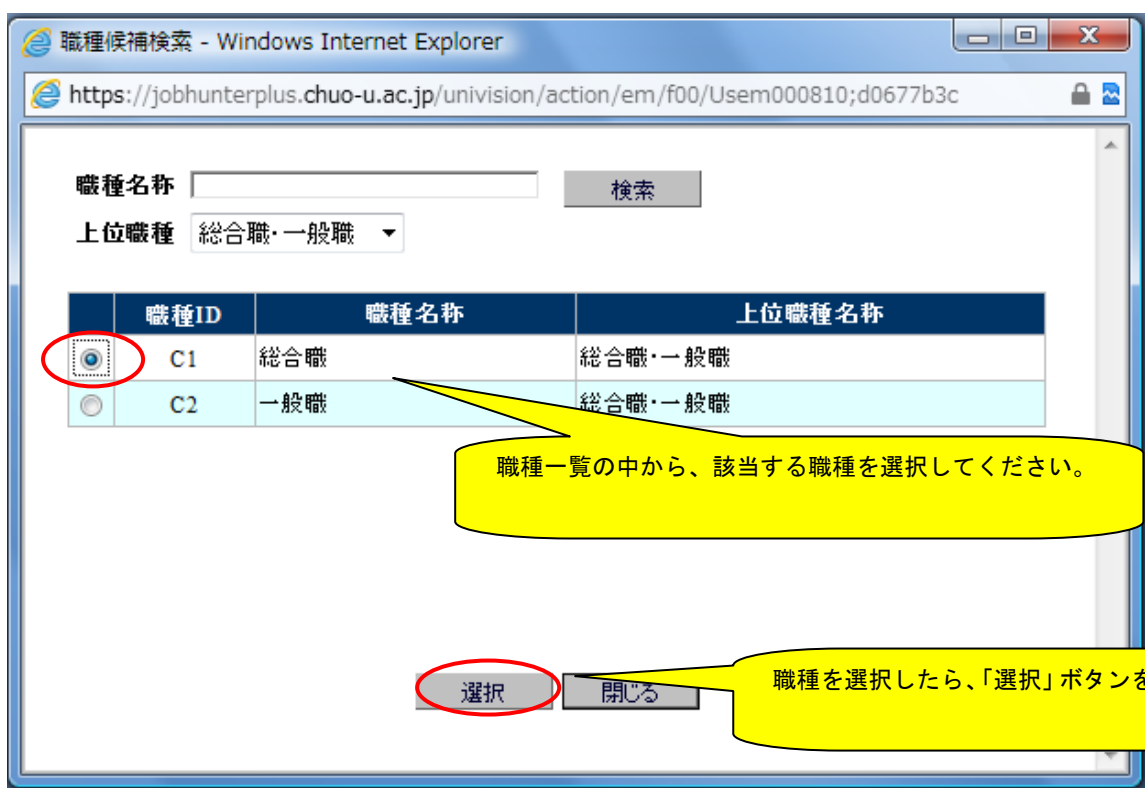 職種候補検索 - Windows Internet Explorer
https://jobhunterplus.chuo-u.ac.jp/univision/action/em/f00/Usem000810;d0677b3c
職種名称 検索
上位職種 総合職・一般職
職種ID 職種名称 上位職種名称
C1 総合職 総合職・一般職
C2 一般職 総合職・一般職
職種一覧の中から、該当する職種を選択してください。
選択 閉じる
職種を選択したら、「選択」ボタンを